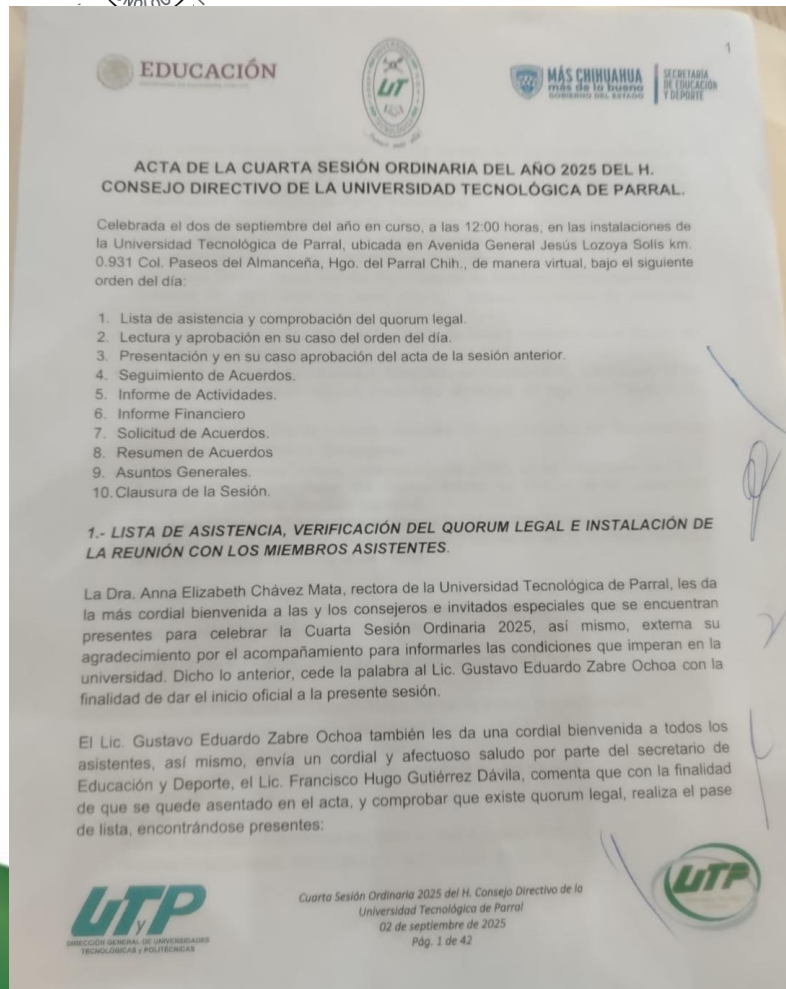 1
EDUCACIÓN
UT
MÁS CHIHUAHUA
más de lo bueno
GOBIERNO DEL ESTADO
SECRETARÍA
DE EDUCACIÓN
Y DEPORTE
ACTA DE LA CUARTA SESIÓN ORDINARIA DEL AÑO 2025 DEL H.
CONSEJO DIRECTIVO DE LA UNIVERSIDAD TECNOLÓGICA DE PARRAL.
Celebrada el dos de septiembre del año en curso, a las 12:00 horas, en las instalaciones de
la Universidad Tecnológica de Parral, ubicada en Avenida General Jesús Lozoya Solís km.
0.931 Col. Paseos del Almanceña, Hgo. del Parral Chih., de manera virtual, bajo el siguiente
orden del día:
1. Lista de asistencia y comprobación del quorum legal.
2. Lectura y aprobación en su caso del orden del día.
3. Presentación y en su caso aprobación del acta de la sesión anterior.
4. Seguimiento de Acuerdos.
5. Informe de Actividades.
6. Informe Financiero
7. Solicitud de Acuerdos.
8. Resumen de Acuerdos
9. Asuntos Generales.
10. Clausura de la Sesión.
1.- LISTA DE ASISTENCIA, VERIFICACIÓN DEL QUORUM LEGAL E INSTALACIÓN DE
LA REUNIÓN CON LOS MIEMBROS ASISTENTES.
La Dra. Anna Elizabeth Chávez Mata, rectora de la Universidad Tecnológica de Parral, les da
la más cordial bienvenida a las y los consejeros e invitados especiales que se encuentran
presentes para celebrar la Cuarta Sesión Ordinaria 2025, así mismo, externa su
agradecimiento por el acompañamiento para informarles las condiciones que imperan en la
universidad. Dicho lo anterior, cede la palabra al Lic. Gustavo Eduardo Zabre Ochoa con la
finalidad de dar el inicio oficial a la presente sesión.
El Lic. Gustavo Eduardo Zabre Ochoa también les da una cordial bienvenida a todos los
asistentes, así mismo, envía un cordial y afectuoso saludo por parte del secretario de
Educación y Deporte, el Lic. Francisco Hugo Gutiérrez Dávila, comenta que con la finalidad
de que se quede asentado en el acta, y comprobar que existe quorum legal, realiza el pase
de lista, encontrándose presentes:
UTyP
DIRECCIÓN GENERAL DE UNIVERSIDADES
TECNOLÓGICAS y POLITÉCNICAS
Cuarta Sesión Ordinaria 2025 del H. Consejo Directivo de la
Universidad Tecnológica de Parral
02 de septiembre de 2025
Pág. 1 de 42
UTP